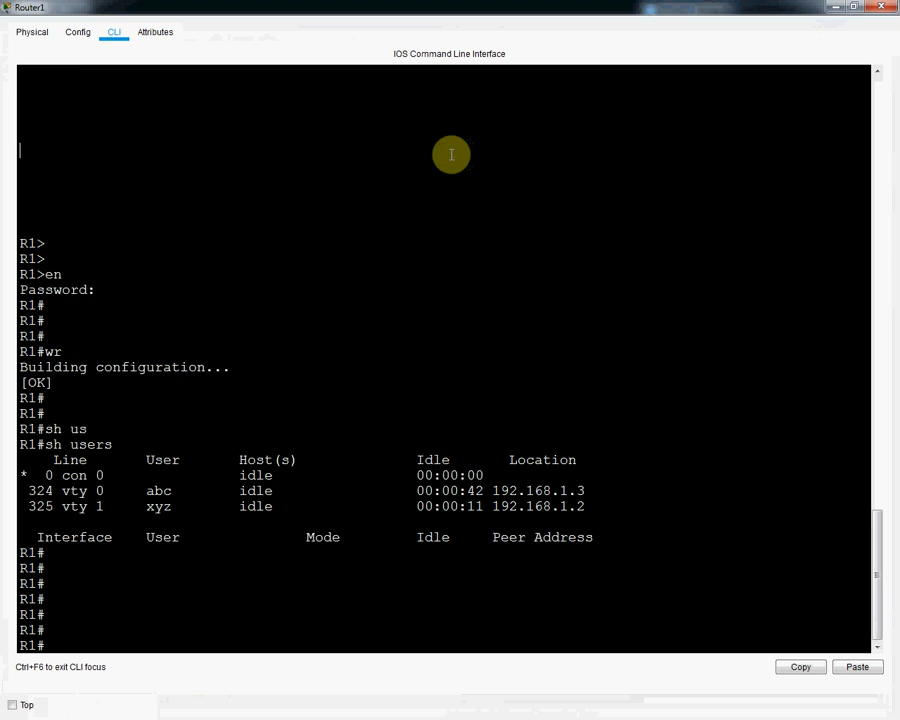 Router1
Physical Config CLI Attributes
IOS Command Line Interface
R1>
R1>
R1>en
Password:
R1#
R1#
R1#
R1#wr
Building configuration...
[OK]
R1#
R1#
R1#sh us
R1#sh users
Line User Host(s) Idle Location
* 0 con 0 idle 00:00:00
324 vty 0 abc idle 00:00:42 192.168.1.3
325 vty 1 xyz idle 00:00:11 192.168.1.2
Interface User Mode Idle Peer Address
R1#
R1#
R1#
R1#
R1#
R1#
R1#
Ctrl+F6 to exit CLI focus
Copy Paste
Top